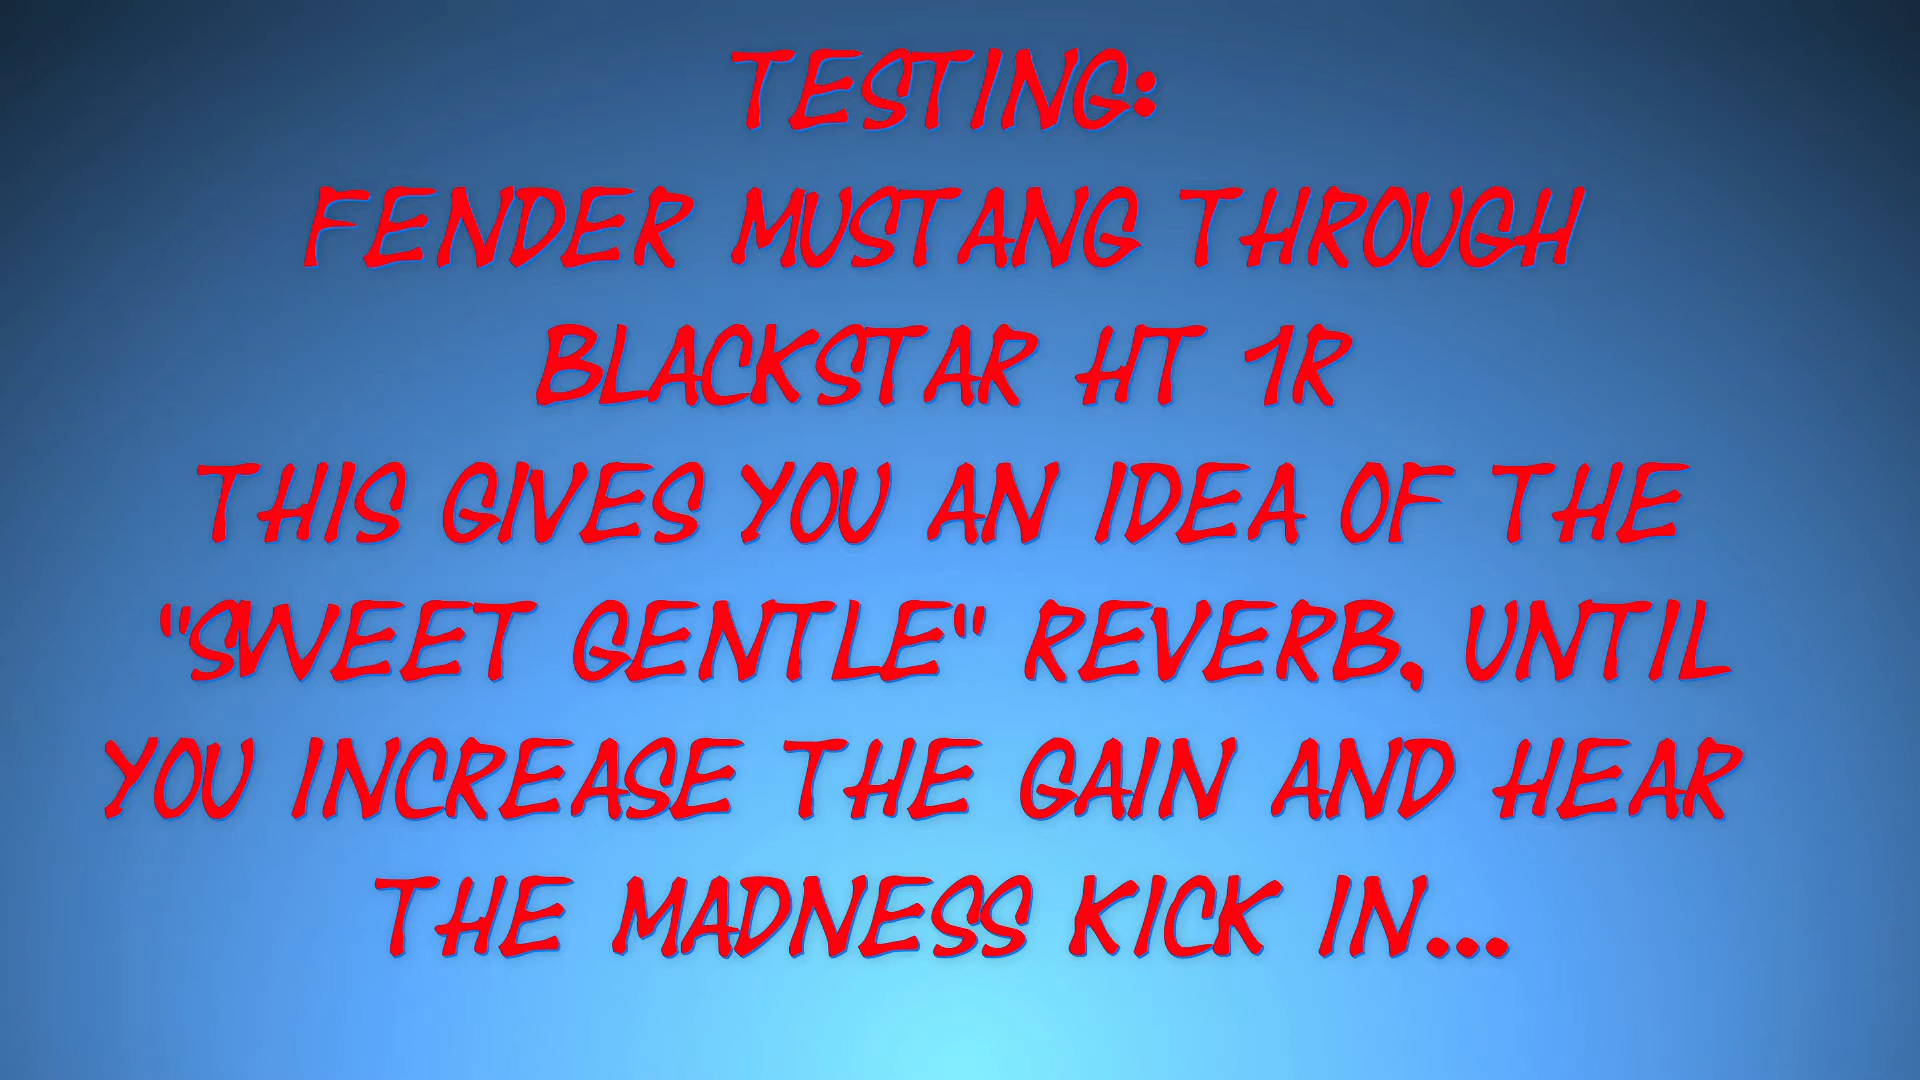 TESTING:
FENDER MUSTANG THROUGH
BLACKSTAR HT 1R
THIS GIVES YOU AN IDEA OF THE
"SWEET GENTLE" REVERB, UNTIL
YOU INCREASE THE GAIN AND HEAR
THE MADNESS KICK IN...